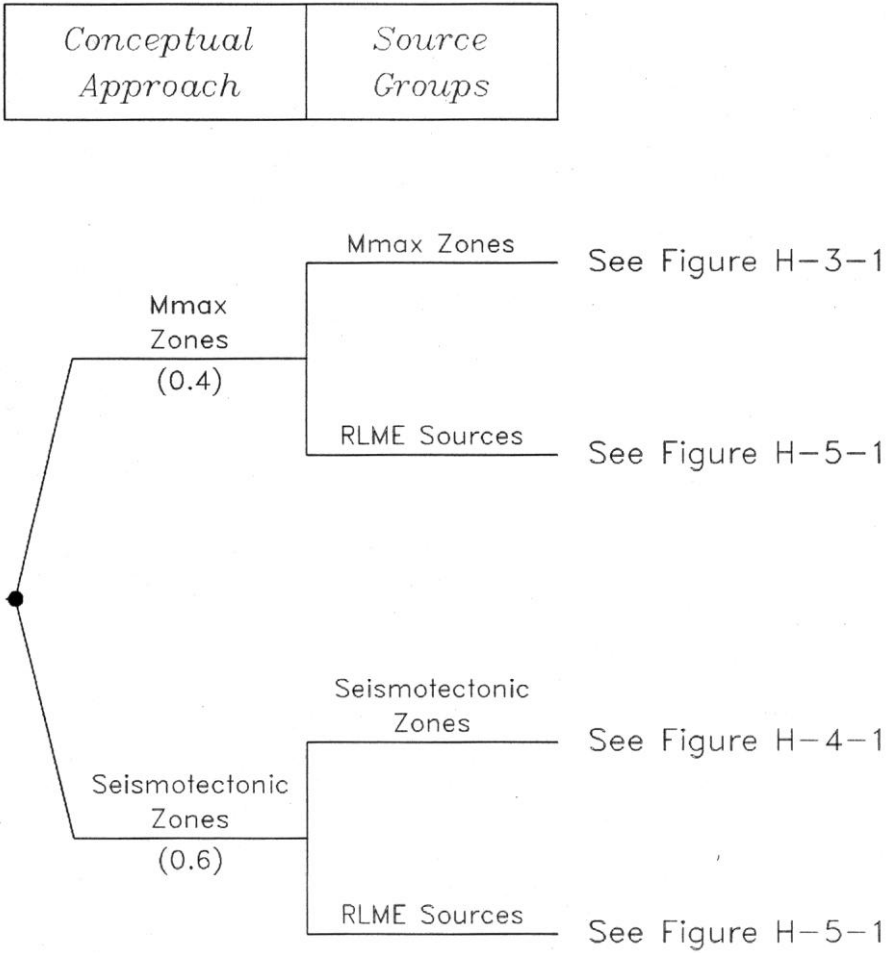 Conceptual
Approach
Source
Groups
Mmax Zones
See Figure H-3-1
Mmax
Zones
(0.4)
RLME Sources
See Figure H-5-1
Seismotectonic
Zones
See Figure H-4-1
Seismotectonic
Zones
(0.6)
RLME Sources
See Figure H-5-1